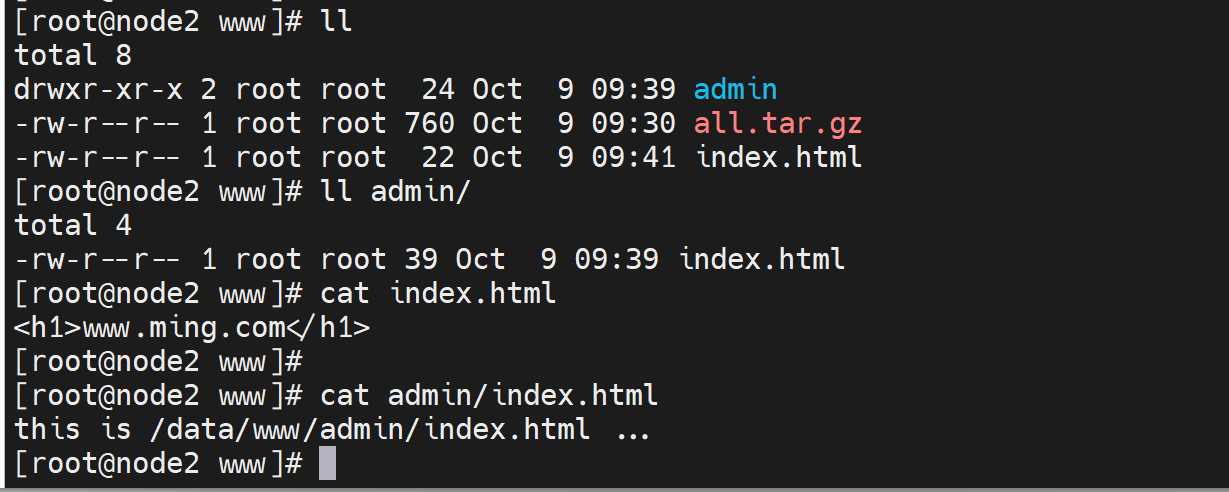 [root@node2 www]# ll
total 8
drwxr-xr-x 2 root root  24 Oct  9 09:39 admin
-rw-r--r-- 1 root root 760 Oct  9 09:30 all.tar.gz
-rw-r--r-- 1 root root  22 Oct  9 09:41 index.html
[root@node2 www]# ll admin/
total 4
-rw-r--r-- 1 root root 39 Oct  9 09:39 index.html
[root@node2 www]# cat index.html
<h1>www.ming.com</h1>
[root@node2 www]#
[root@node2 www]# cat admin/index.html
this is /data/www/admin/index.html ...
[root@node2 www]#